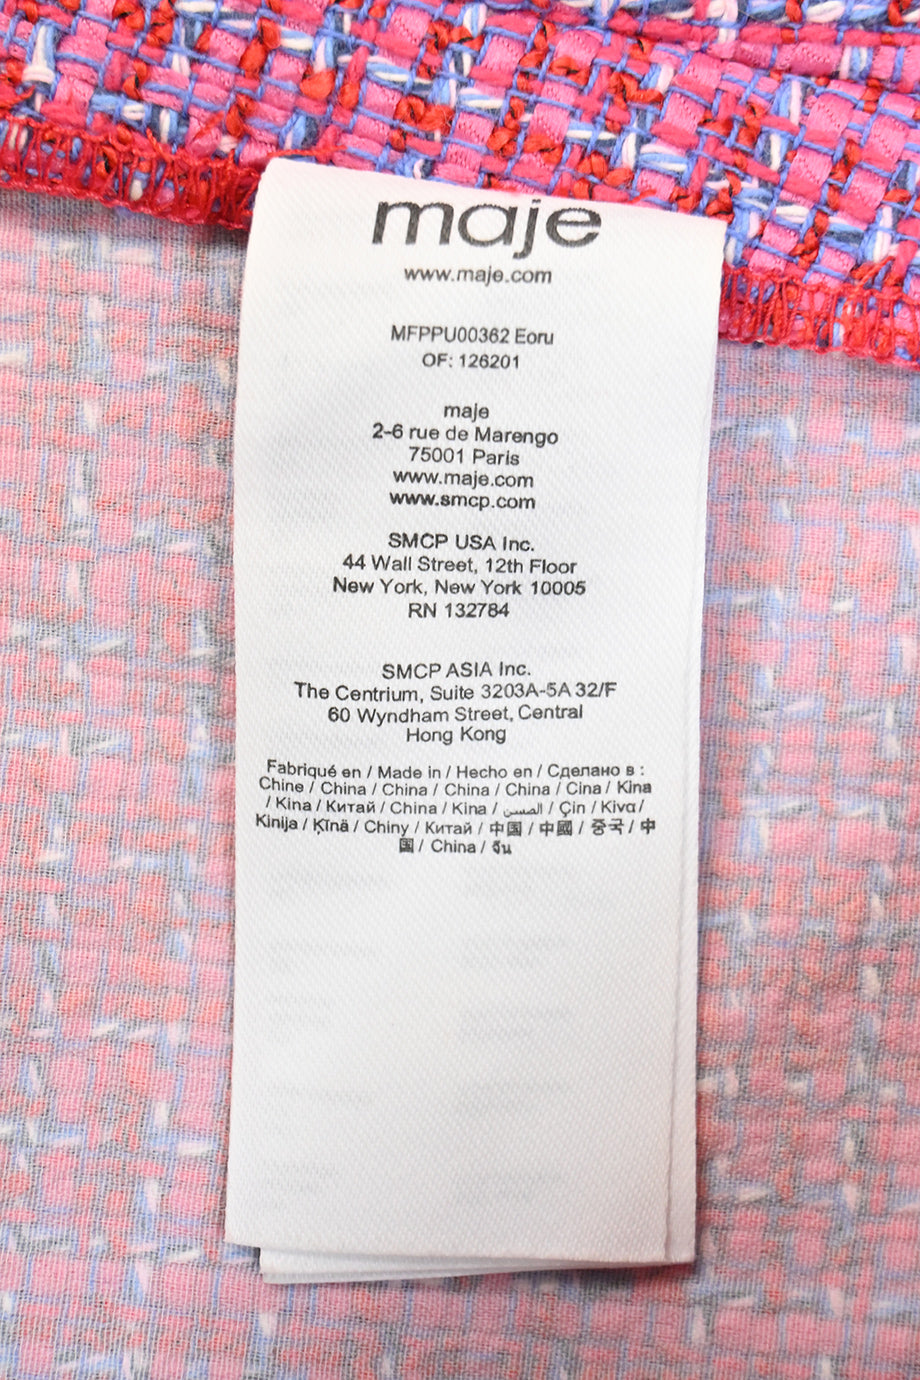 maje
www.maje.com
MFPPU00362 Eoru
OF: 126201
maje
2-6 rue de Marengo
75001 Paris
www.maje.com
www.smcp.com
SMCP USA Inc.
44 Wall Street, 12th Floor
New York, New York 10005
RN 132784
SMCP ASIA Inc.
The Centrium, Suite 3203A-5A 32/F
60 Wyndham Street, Central
Hong Kong
Fabriqué en / Made in / Hecho en / Сделано в :
Chine / China / China / China / China / Cina / Kina
/ Kina / Китай / China / Kina / الصين / Çin / Κινα /
Kinija / Ķīnā / Chiny / Китай / 中国 / 中國 / 중국 / 中
国 / China / จีน